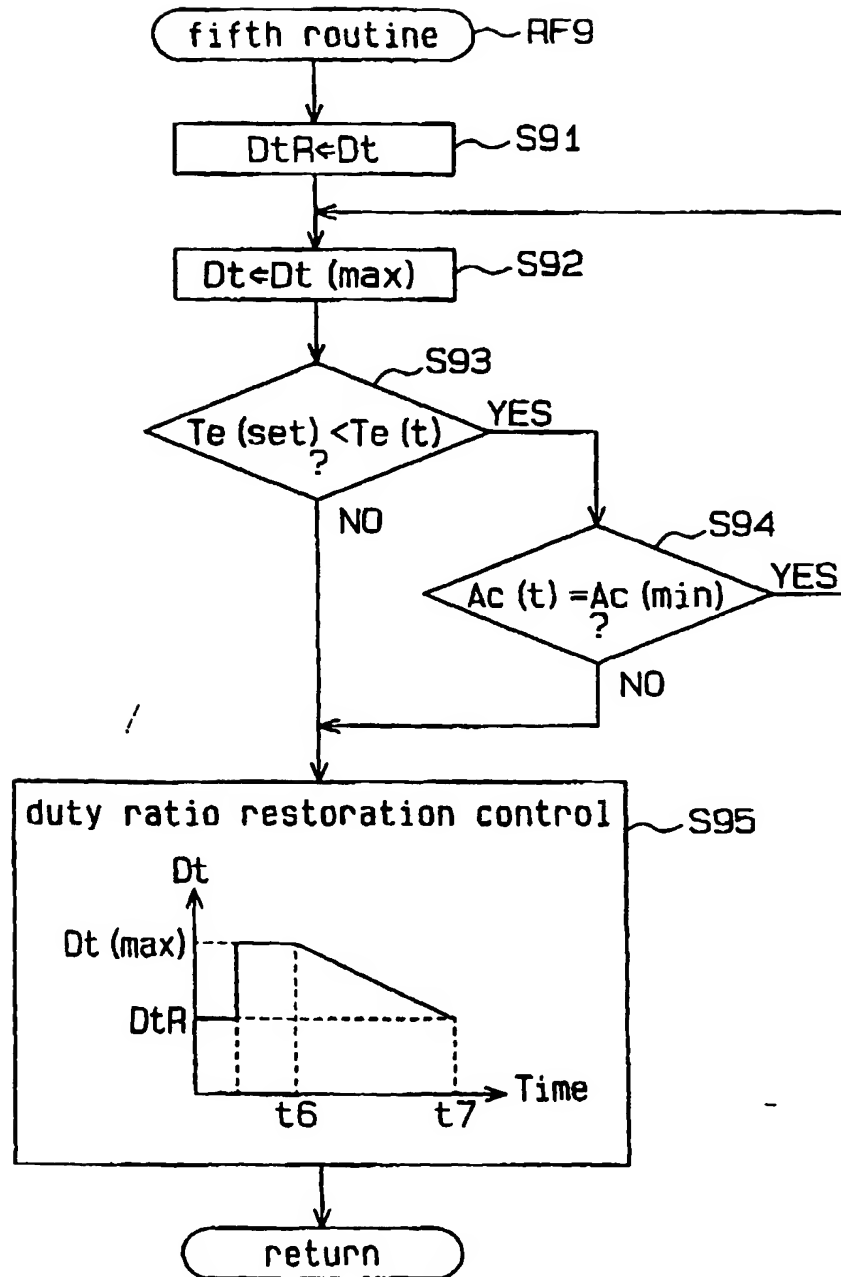 fifth routine
RF9
DtR⇐Dt
S91
Dt⇐Dt (max)
S92
S93
Te (set) <Te (t)
?
YES
NO
S94
Ac (t) =Ac (min)
?
YES
NO
duty ratio restoration control
S95
Dt
Dt (max)
DtR
Time
t6
t7
return